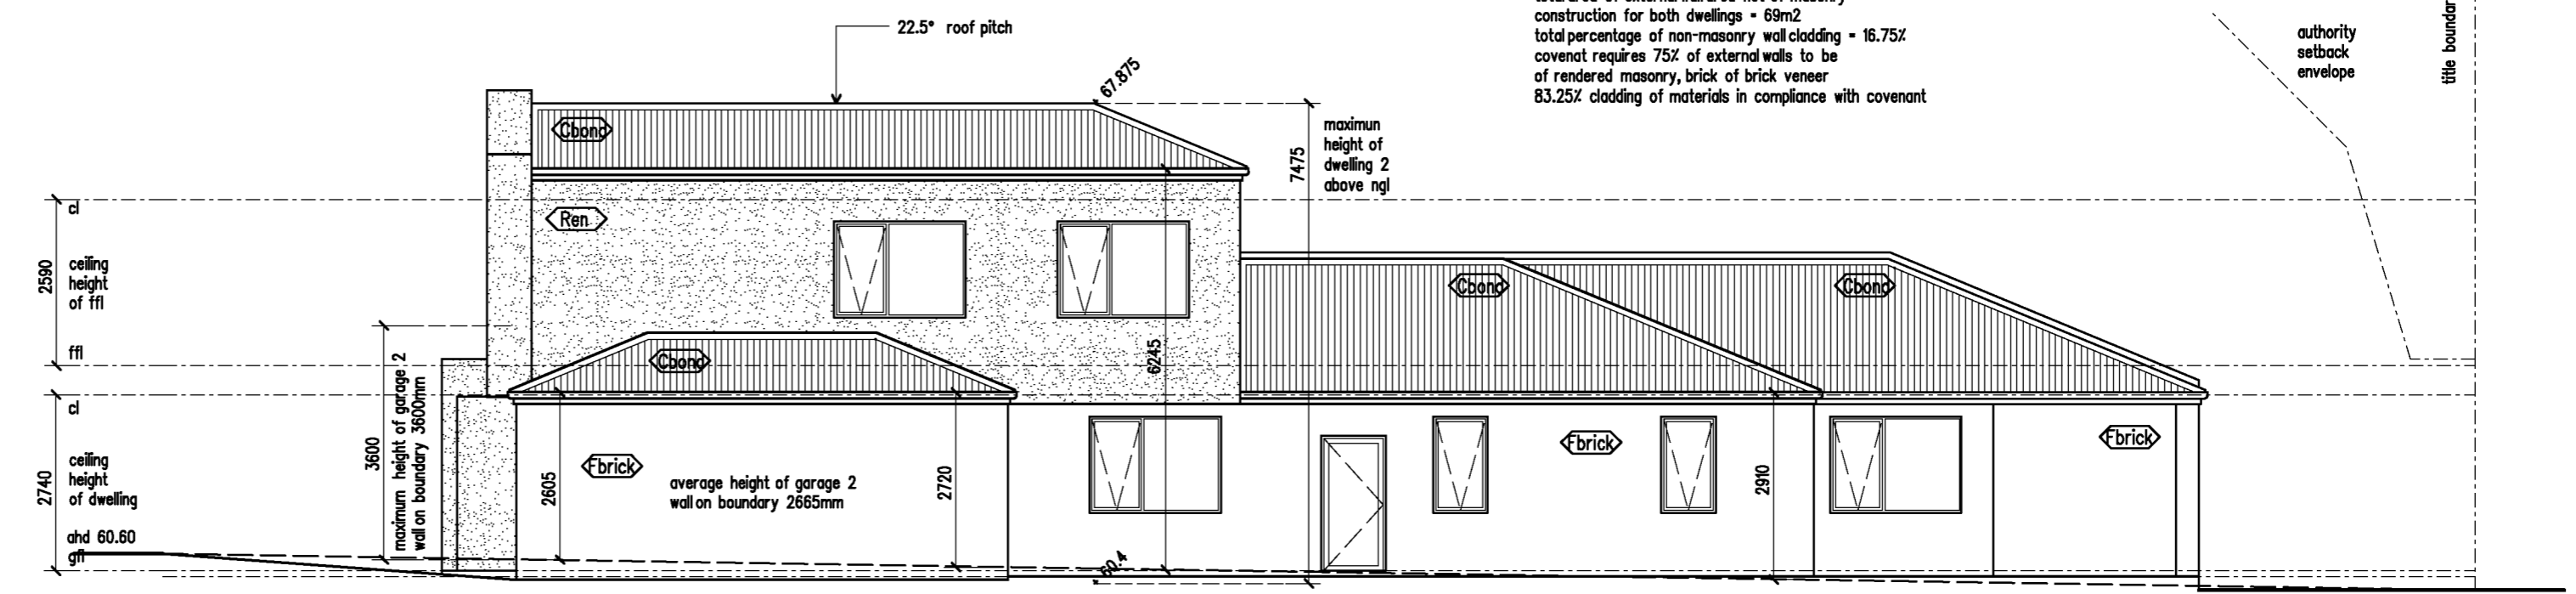 construction for both dwellings = 69m2
total percentage of non-masonry wall cladding = 16.75%
covenat requires 75% of external walls to be
of rendered masonry, brick of brick veneer
83.25% cladding of materials in compliance with covenant
authority
setback
envelope
title boundar
22.5° roof pitch
67.875
Cbond
maximun
height of
dwelling 2
above ngl
7475
cl
Ren
2590
ceiling
height
of ffl
ffl
Cbond
Cbond
Cbond
6245
cl
2740
ceiling
height
of dwelling
3600
maximum height of garage 2
wall on boundary 3600mm
2605
Fbrick
average height of garage 2
wall on boundary 2665mm
2720
Fbrick
2910
Fbrick
ahd 60.60
gfl
60.4